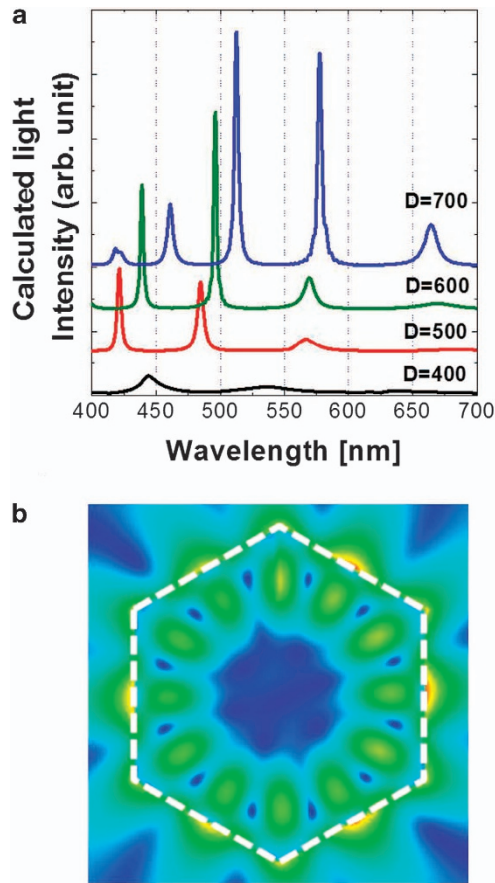 a
Calculated light
Intensity (arb. unit)
D=700
D=600
D=500
D=400
400 450 500 550 600 650 700
Wavelength [nm]
b